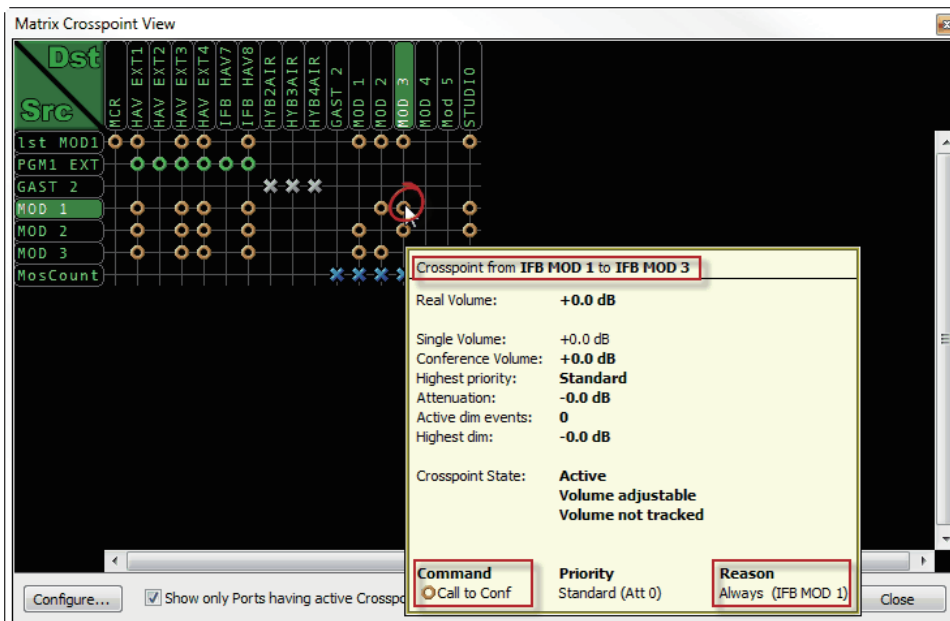 Matrix Crosspoint View
Dst
Src
MCR
HAV EXT1
HAV EXT2
HAV EXT3
HAV EXT4
IFB HAV7
IFB HAV8
HYB2AIR
HYB3AIR
HYB4AIR
GAST 2
MOD 1
MOD 2
MOD 3
MOD 4
Mod 5
STUDIO
lst MOD1
PGM1 EXT
GAST 2
MOD 1
MOD 2
MOD 3
MosCount
Crosspoint from IFB MOD 1 to IFB MOD 3
Real Volume: +0.0 dB
Single Volume: +0.0 dB
Conference Volume: +0.0 dB
Highest priority: Standard
Attenuation: -0.0 dB
Active dim events: 0
Highest dim: -0.0 dB
Crosspoint State: Active
Volume adjustable
Volume not tracked
Command Priority Reason
Call to Conf Standard (Att 0) Always (IFB MOD 1)
Configure... Show only Ports having active Crosspo Close